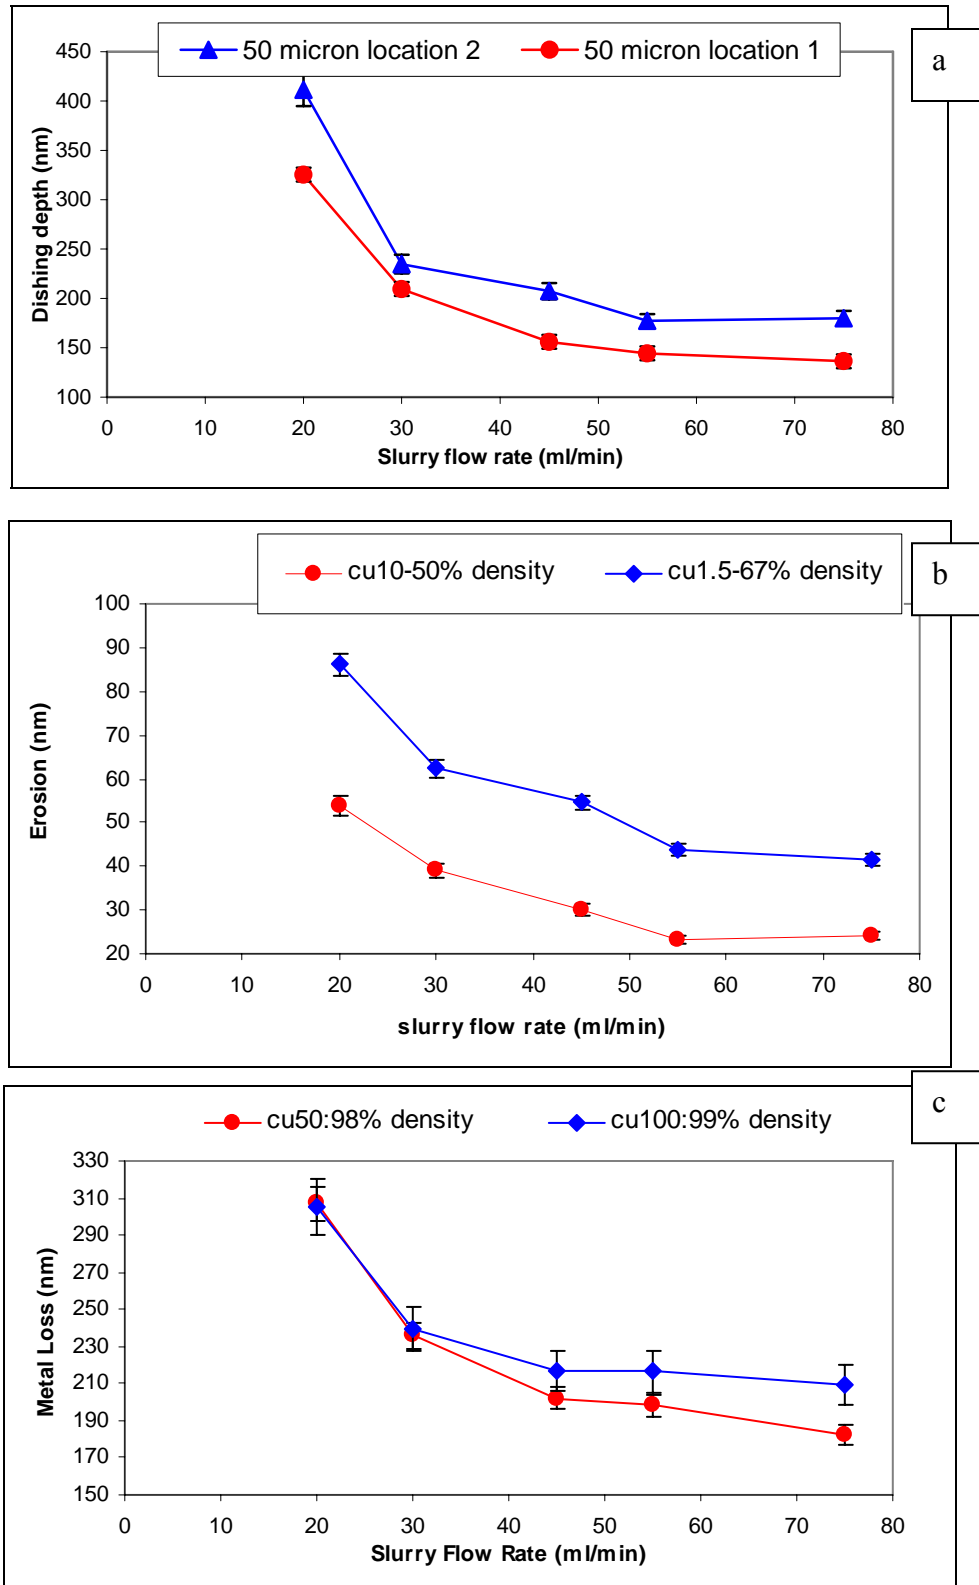 50 micron location 2 50 micron location 1
a
450
400
350
300
250
200
150
100
Dishing depth (nm)
0 10 20 30 40 50 60 70 80
Slurry flow rate (ml/min)
cu10-50% density cu1.5-67% density
b
100
90
80
70
60
50
40
30
20
Erosion (nm)
0 10 20 30 40 50 60 70 80
slurry flow rate (ml/min)
c
cu50:98% density cu100:99% density
330
310
290
270
250
230
210
190
170
150
Metal Loss (nm)
0 10 20 30 40 50 60 70 80
Slurry Flow Rate (ml/min)